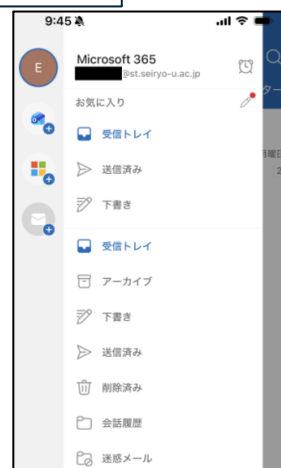 9:45
E
Microsoft 365
@st.seiryo-u.ac.jp
お気に入り
受信トレイ
送信済み
下書き
受信トレイ
アーカイブ
下書き
送信済み
削除済み
会話履歴
迷惑メール